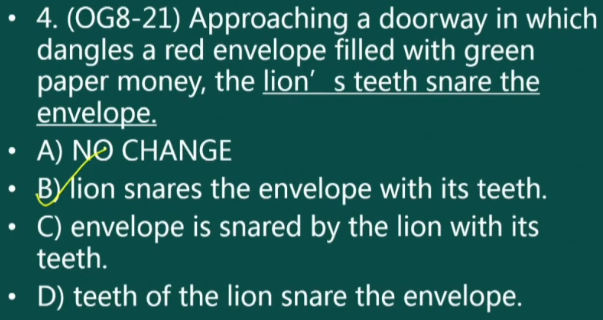 • 4. (OG8-21) Approaching a doorway in which
dangles a red envelope filled with green
paper money, the lion’s teeth snare the
envelope.
• A) NO CHANGE
• B) lion snares the envelope with its teeth.
• C) envelope is snared by the lion with its
teeth.
• D) teeth of the lion snare the envelope.